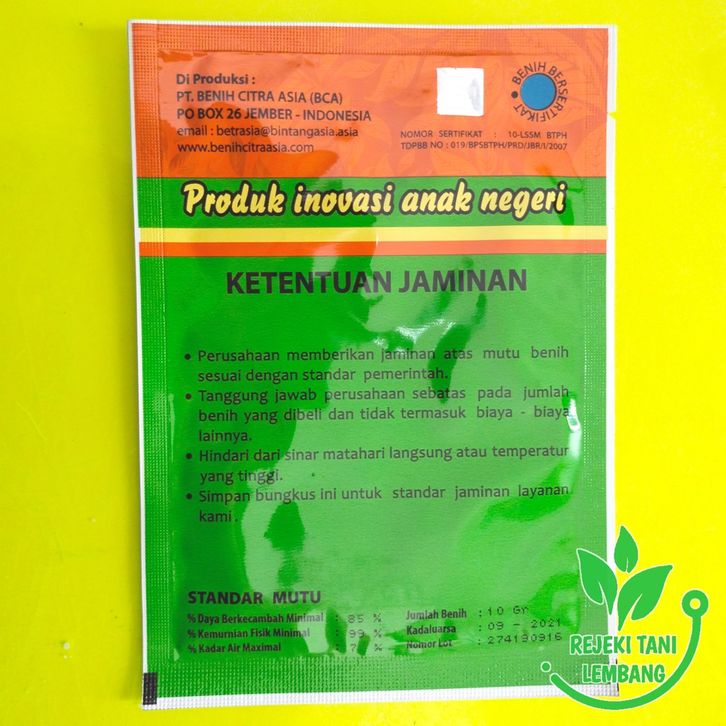 Di Produksi :
PT. BENIH CITRA ASIA (BCA)
PO BOX 26 JEMBER - INDONESIA
email : betrasia@bintangasia.asia
www.benihcitraasia.com
• BENIH BERSERTIFIKAT
NOMOR SERTIFIKAT : 10-LSSM BTPH
TDPBB NO : 019/BPSBTPH/PRD/JBR/I/2007
Produk inovasi anak negeri
KETENTUAN JAMINAN
• Perusahaan memberikan jaminan atas mutu benih
sesuai dengan standar pemerintah.
• Tanggung jawab perusahaan sebatas pada jumlah
benih yang dibeli dan tidak termasuk biaya - biaya
lainnya.
• Hindari dari sinar matahari langsung atau temperatur
yang tinggi.
• Simpan bungkus ini untuk standar jaminan layanan
kami.
STANDAR MUTU
% Daya Berkecambah Minimal : 85 %
% Kemurnian Fisik Minimal : 99 %
% Kadar Air Maximal : 7 %
Jumlah Benih : 10 Gr
Kadaluarsa : 09 - 2021
Nomor Lot : 274190916
REJEKI TANI
LEMBANG